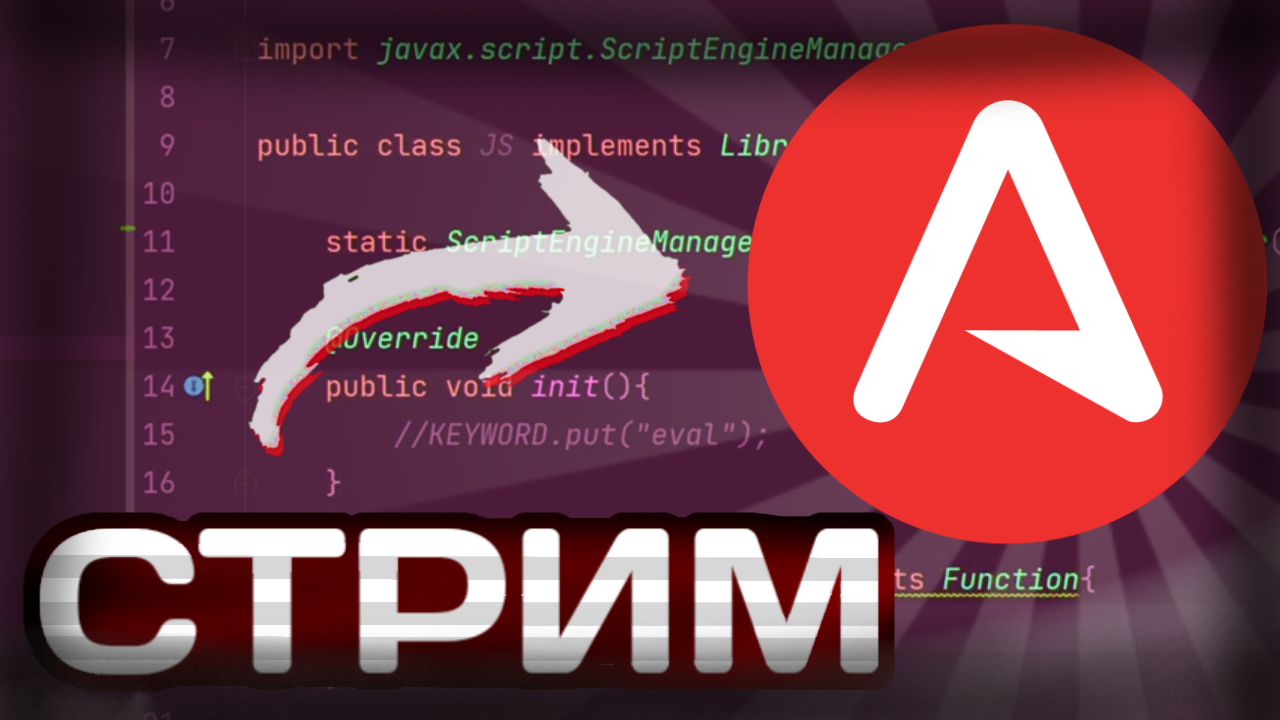 7 import javax.script.ScriptEngineManage
8
9 public class JS implements Libr
10
11 static ScriptEngineManage
12
13 @Override
14 public void init(){
15 //KEYWORD.put("eval");
16 }
ts Function{
СТРИМ